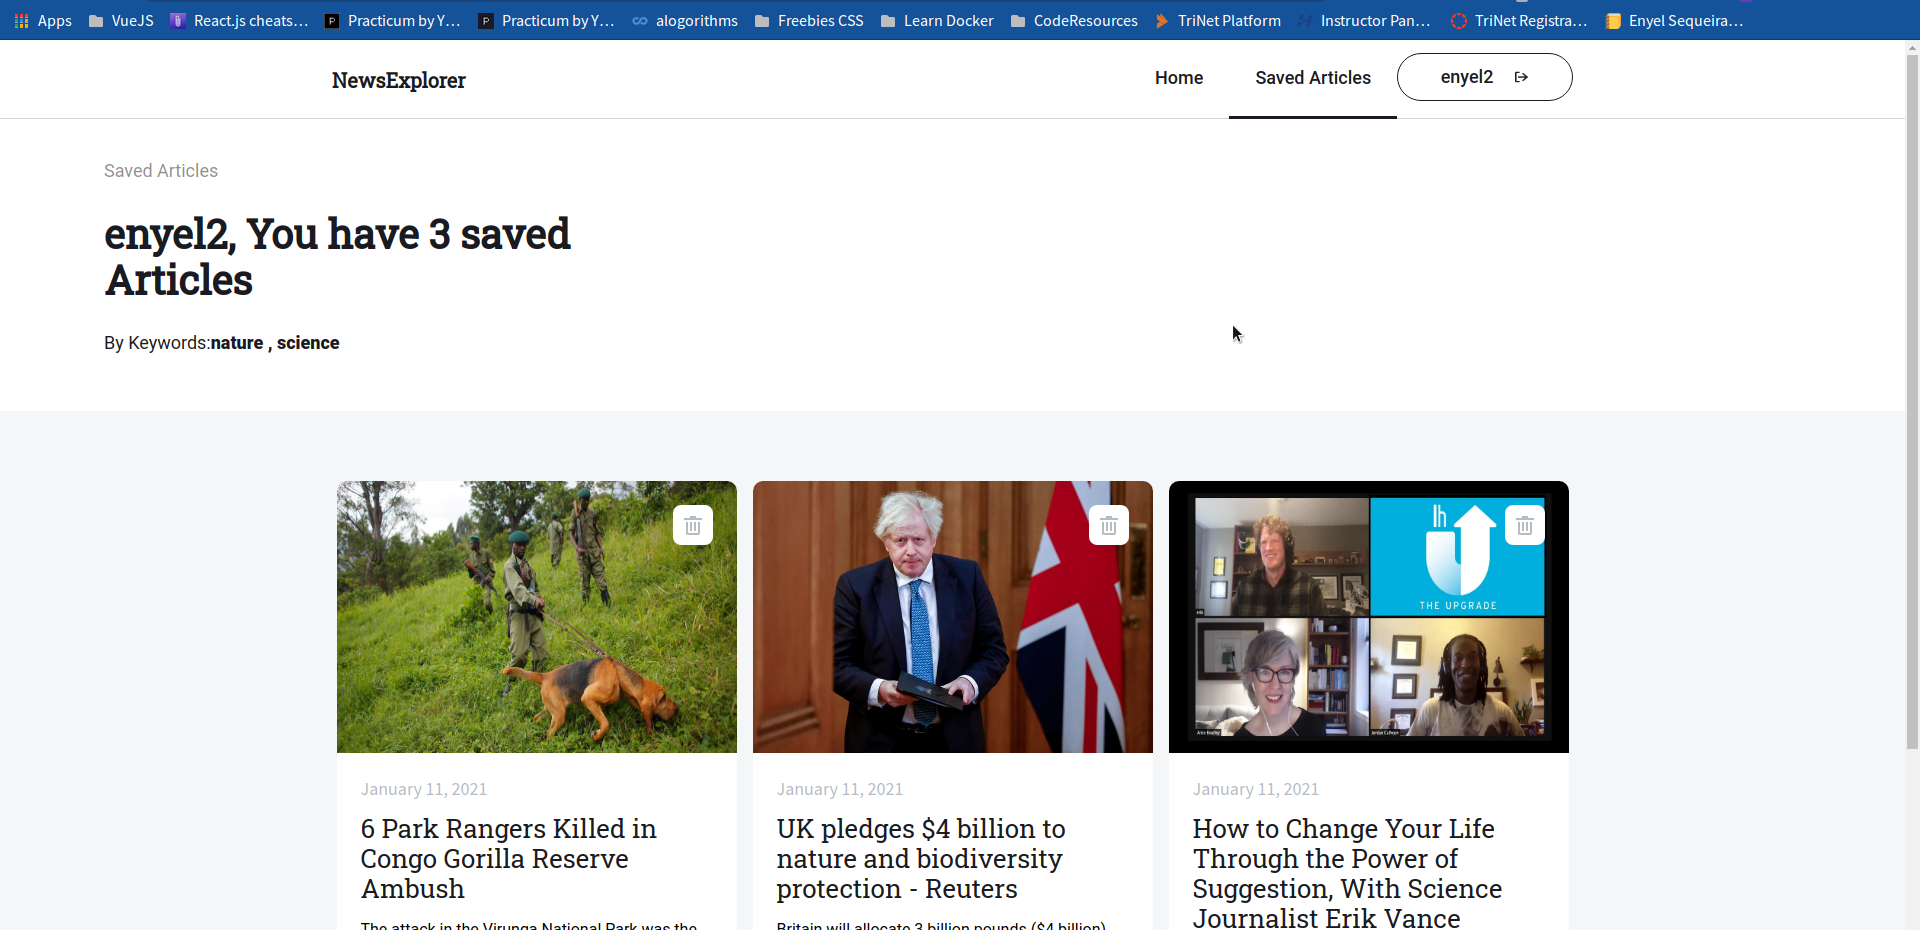 Apps VueJS React.js cheats... Practicum by Y... Practicum by Y... alogorithms Freebies CSS Learn Docker CodeResources TriNet Platform Instructor Pan... TriNet Registra... Enyel Sequeira...
NewsExplorer Home Saved Articles enyel2
Saved Articles
enyel2, You have 3 saved
Articles
By Keywords:nature , science
lh
THE UPGRADE
January 11, 2021
6 Park Rangers Killed in
Congo Gorilla Reserve
Ambush
The attack in the Virunga National Park was the
January 11, 2021
UK pledges $4 billion to
nature and biodiversity
protection - Reuters
Britain will allocate 3 billion pounds ($4 billion)
January 11, 2021
How to Change Your Life
Through the Power of
Suggestion, With Science
Journalist Erik Vance